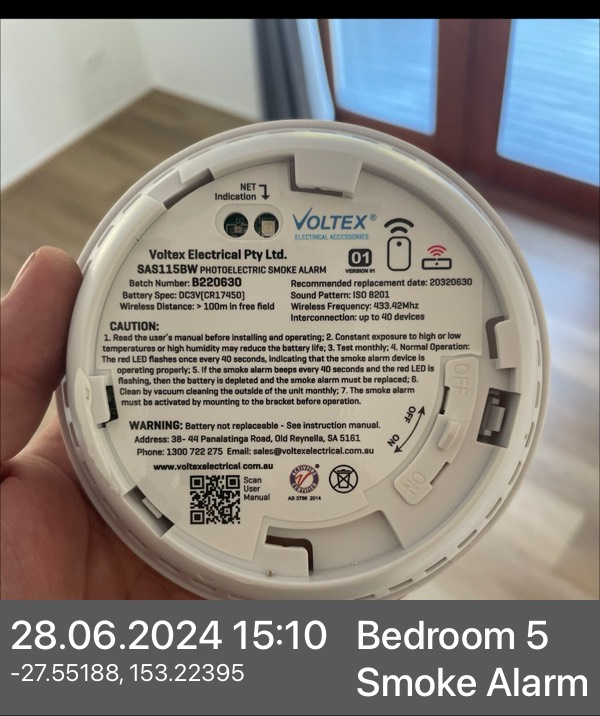 NET
Indication
VOLTEX®
ELECTRICAL ACCESSORIES
Voltex Electrical Pty Ltd.
SAS115BW PHOTOELECTRIC SMOKE ALARM
01
VERSION 01
Batch Number: B220630
Recommended replacement date: 20320630
Battery Spec: DC3V(CR17450)
Sound Pattern: ISO 8201
Wireless Distance: > 100m in free field
Wireless Frequency: 433.42Mhz
Interconnection: up to 40 devices
CAUTION:
1. Read the user's manual before installing and operating; 2. Constant exposure to high or low
temperatures or high humidity may reduce the battery life; 3. Test monthly; 4. Normal Operation:
The red LED flashes once every 40 seconds, indicating that the smoke alarm device is
operating properly; 5. If the smoke alarm beeps every 40 seconds and the red LED is
flashing, then the battery is depleted and the smoke alarm must be replaced; 6.
Clean by vacuum cleaning the outside of the unit monthly; 7. The smoke alarm
must be activated by mounting to the bracket before operation.
OFF
OFF
ON
ON
WARNING: Battery not replaceable - See instruction manual.
Address: 38- 44 Panalatinga Road, Old Reynella, SA 5161
Phone: 1300 722 275 Email: sales@voltexelectrical.com.au
www.voltexelectrical.com.au
Scan
User
Manual
AS 3786 2014
28.06.2024 15:10
-27.55188, 153.22395
Bedroom 5
Smoke Alarm